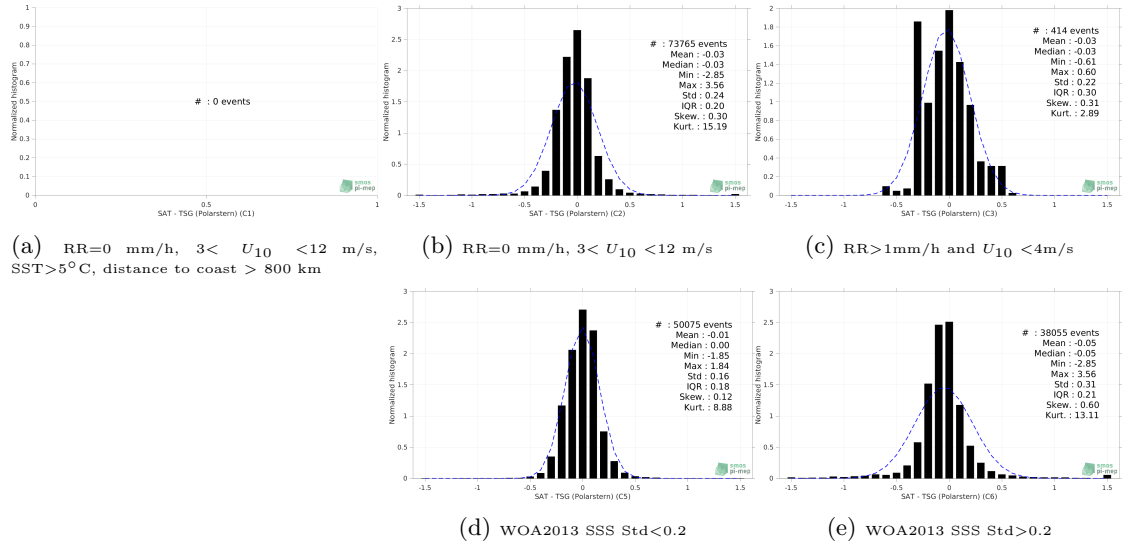 1
0.9
0.8
0.7
0.6
0.5
0.4
0.3
0.2
0.1
0
Normalized histogram
# : 0 events
0 0.5 1
SAT - TSG (Polarstern) (C1)
smos
pi-mep
(a) RR=0 mm/h, 3< U10 <12 m/s,
SST>5°C, distance to coast > 800 km
3
2.5
2
1.5
1
0.5
0
Normalized histogram
# : 73765 events
Mean : -0.03
Median : -0.03
Min : -2.85
Max : 3.56
Std : 0.24
IQR : 0.20
Skew. : 0.30
Kurt. : 15.19
-1.5 -1 -0.5 0 0.5 1 1.5
SAT - TSG (Polarstern) (C2)
smos
pi-mep
(b) RR=0 mm/h, 3< U10 <12 m/s
2
1.8
1.6
1.4
1.2
1
0.8
0.6
0.4
0.2
0
Normalized histogram
# : 414 events
Mean : -0.03
Median : -0.03
Min : -0.61
Max : 0.60
Std : 0.22
IQR : 0.30
Skew. : 0.31
Kurt. : 2.89
-1.5 -1 -0.5 0 0.5 1 1.5
SAT - TSG (Polarstern) (C3)
smos
pi-mep
(c) RR>1mm/h and U10 <4m/s
3
2.5
2
1.5
1
0.5
0
Normalized histogram
# : 50075 events
Mean : -0.01
Median : 0.00
Min : -1.85
Max : 1.84
Std : 0.16
IQR : 0.18
Skew. : 0.12
Kurt. : 8.88
-1.5 -1 -0.5 0 0.5 1 1.5
SAT - TSG (Polarstern) (C5)
smos
pi-mep
(d) WOA2013 SSS Std<0.2
3
2.5
2
1.5
1
0.5
0
Normalized histogram
# : 38055 events
Mean : -0.05
Median : -0.05
Min : -2.85
Max : 3.56
Std : 0.31
IQR : 0.21
Skew. : 0.60
Kurt. : 13.11
-1.5 -1 -0.5 0 0.5 1 1.5
SAT - TSG (Polarstern) (C6)
smos
pi-mep
(e) WOA2013 SSS Std>0.2